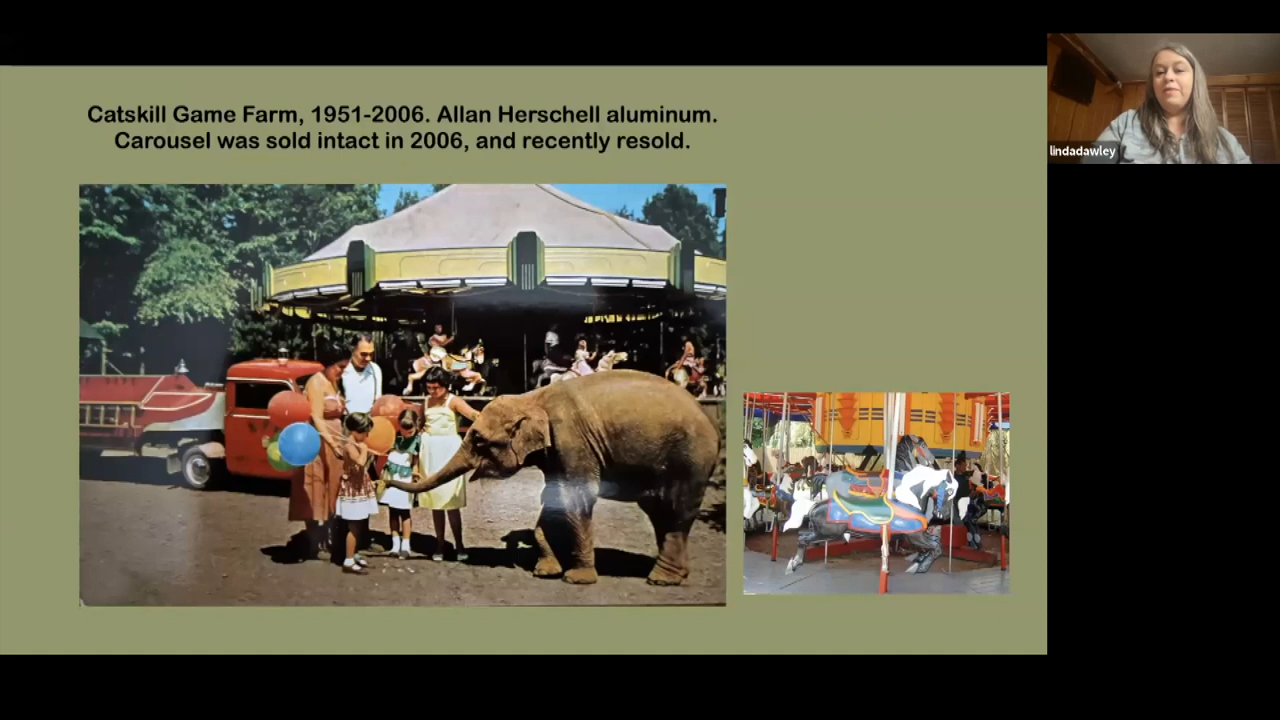 Catskill Game Farm, 1951-2006. Allan Herschell aluminum.
Carousel was sold intact in 2006, and recently resold.
lindadawley